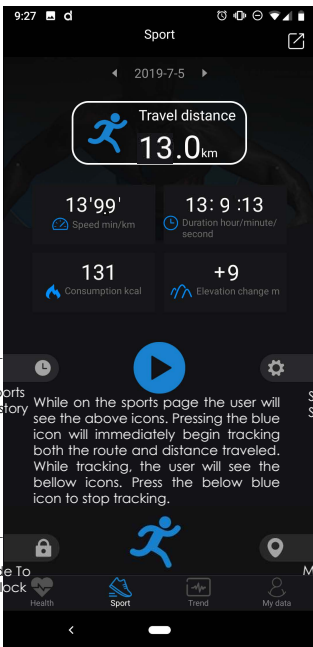 9:27
Sport
2019-7-5
Travel distance
13.0km
13'99'
Speed min/km
13: 9 :13
Duration hour/minute/
second
131
Consumption kcal
+9
Elevation change m
While on the sports page the user will
see the above icons. Pressing the blue
icon will immediately begin tracking
both the route and distance traveled.
While tracking, the user will see the
bellow icons. Press the below blue
icon to stop tracking.
To
Health
Sport
Trend
My data